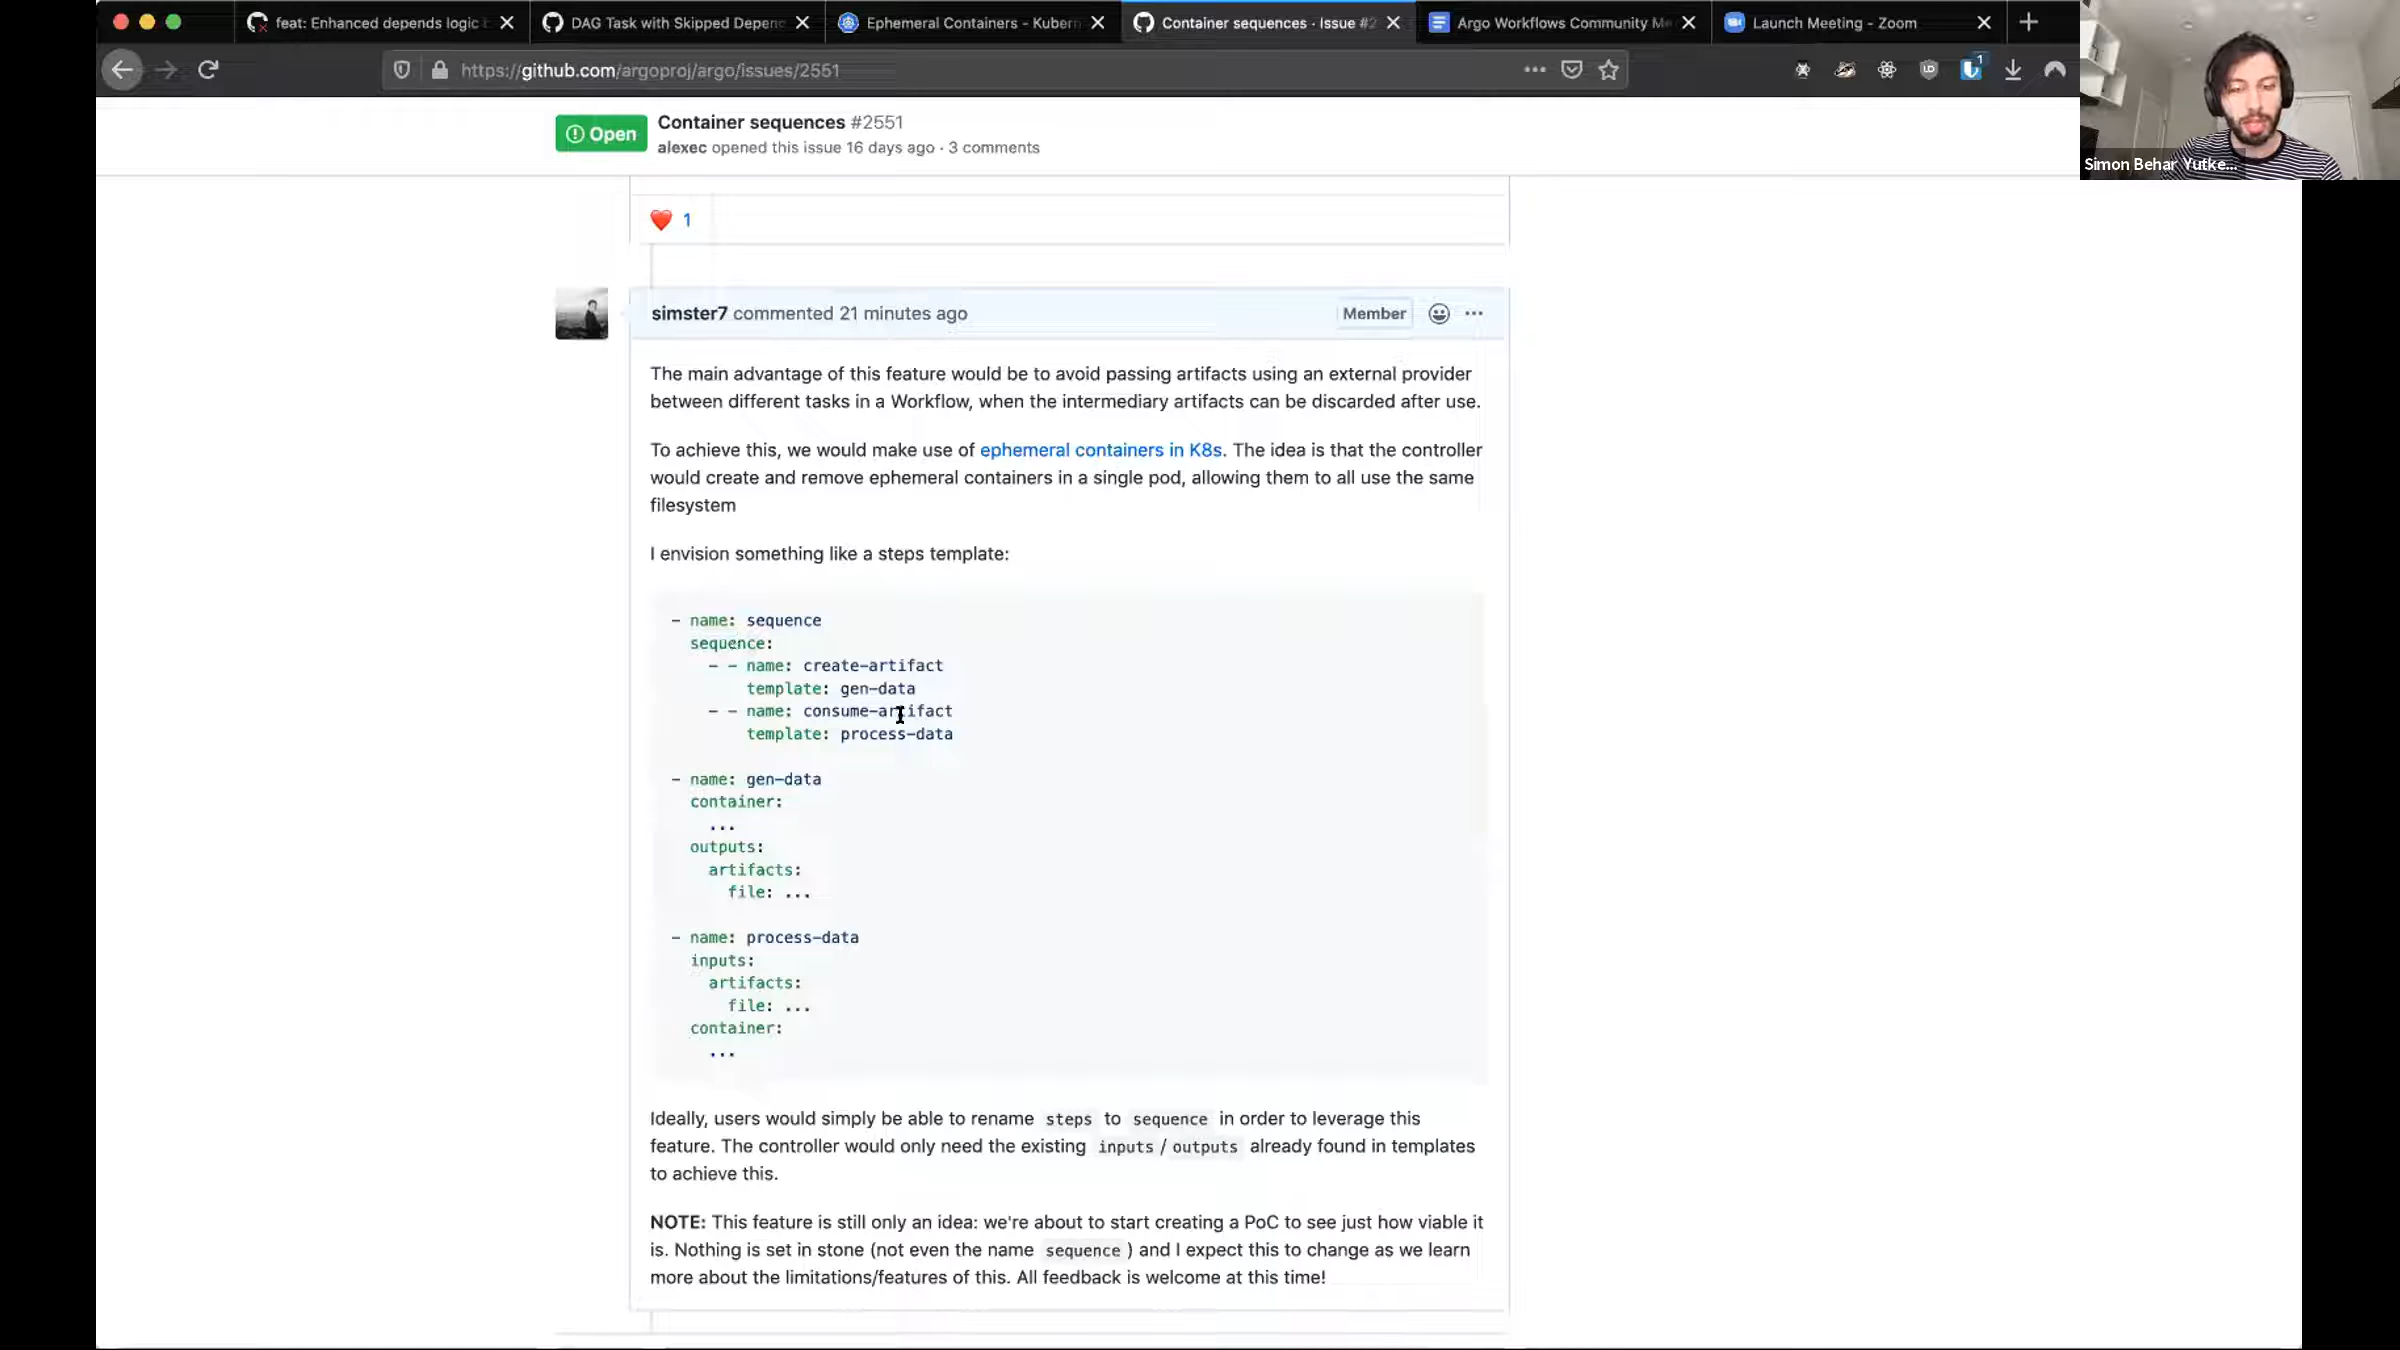 feat: Enhanced depends logic
DAG Task with Skipped Depen
Ephemeral Containers - Kubern
Container sequences · Issue #2
Argo Workflows Community Me
Launch Meeting - Zoom
https://github.com/argoproj/argo/issues/2551
1
Simon Behar Yutke...
Open
Container sequences #2551
alexec opened this issue 16 days ago · 3 comments
❤️ 1
simster7 commented 21 minutes ago
Member
The main advantage of this feature would be to avoid passing artifacts using an external provider
between different tasks in a Workflow, when the intermediary artifacts can be discarded after use.
To achieve this, we would make use of ephemeral containers in K8s. The idea is that the controller
would create and remove ephemeral containers in a single pod, allowing them to all use the same
filesystem
I envision something like a steps template:
- name: sequence
sequence:
- - name: create-artifact
template: gen-data
- - name: consume-artifact
template: process-data
- name: gen-data
container:
...
outputs:
artifacts:
file: ...
- name: process-data
inputs:
artifacts:
file: ...
container:
...
Ideally, users would simply be able to rename steps to sequence in order to leverage this
feature. The controller would only need the existing inputs / outputs already found in templates
to achieve this.
NOTE: This feature is still only an idea: we're about to start creating a PoC to see just how viable it
is. Nothing is set in stone (not even the name sequence ) and I expect this to change as we learn
more about the limitations/features of this. All feedback is welcome at this time!